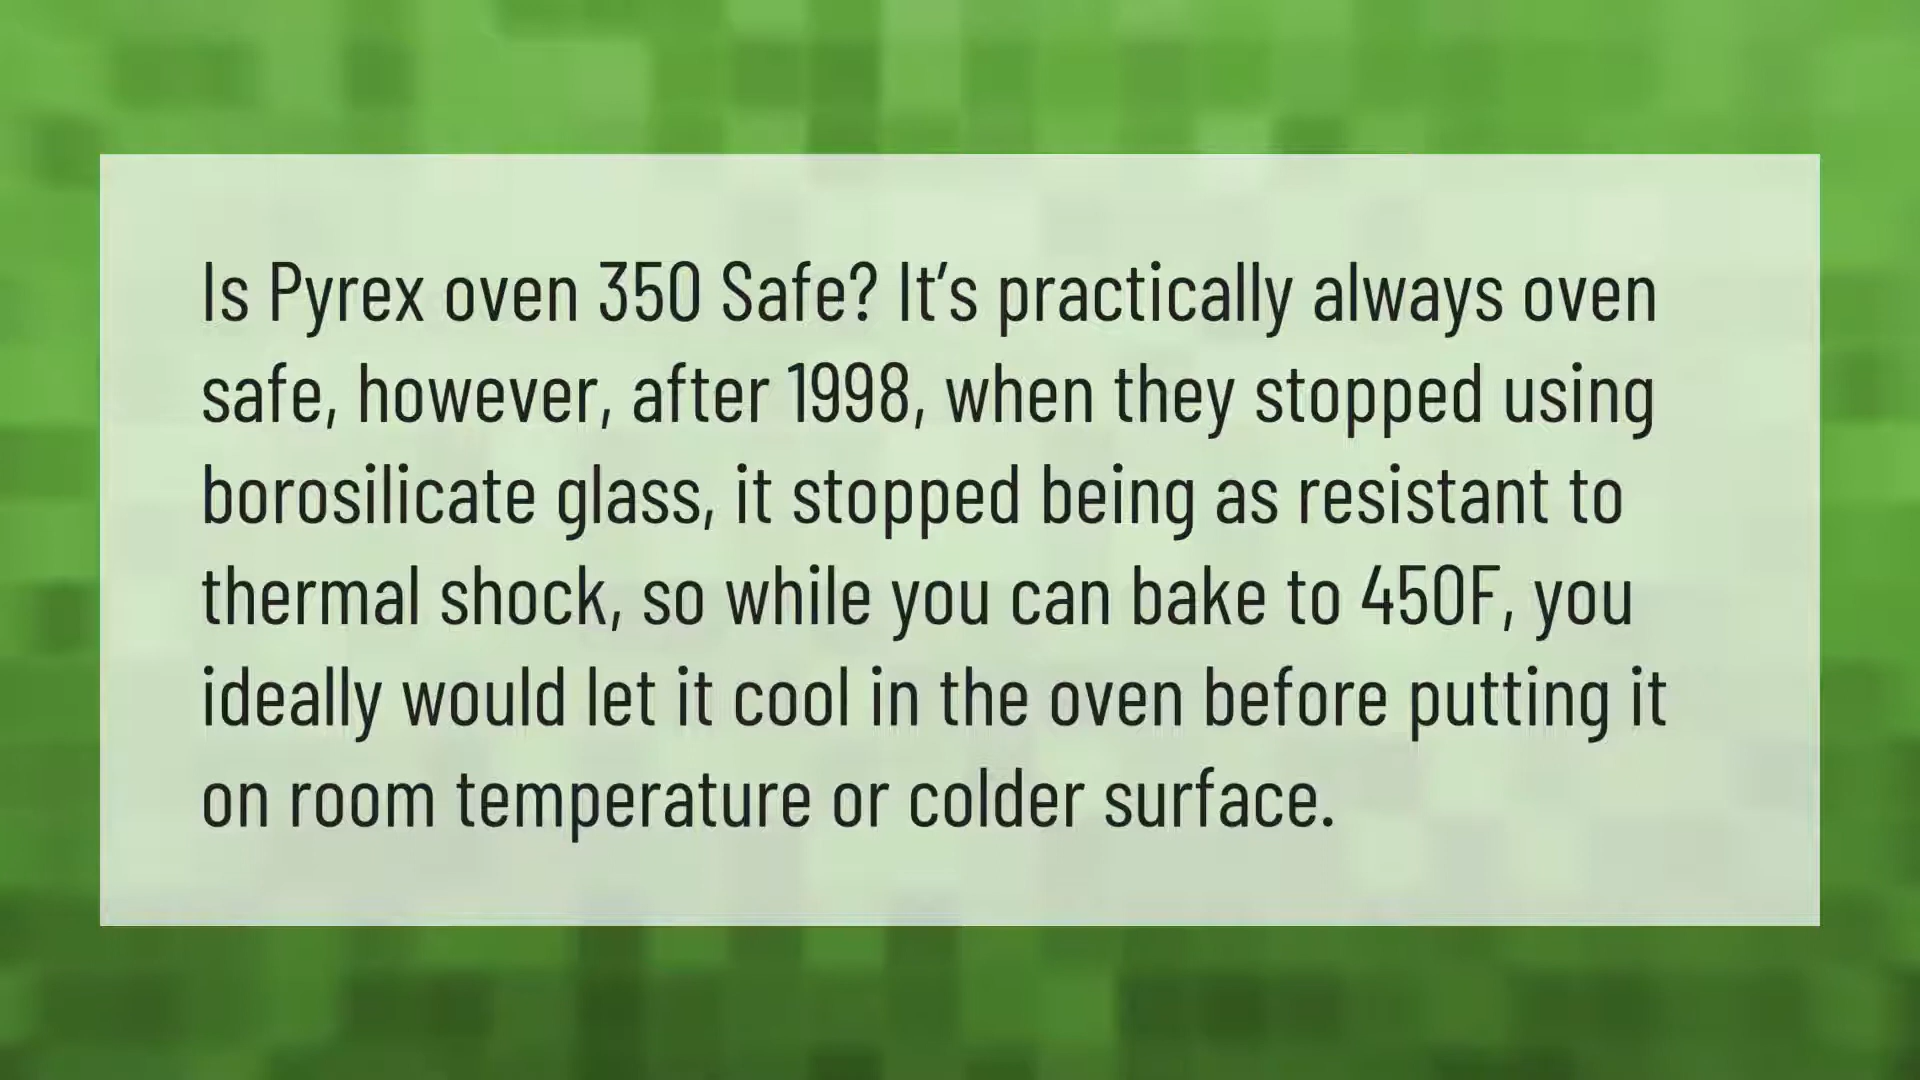 Is Pyrex oven 350 Safe? It’s practically always oven
safe, however, after 1998, when they stopped using
borosilicate glass, it stopped being as resistant to
thermal shock, so while you can bake to 450F, you
ideally would let it cool in the oven before putting it
on room temperature or colder surface.